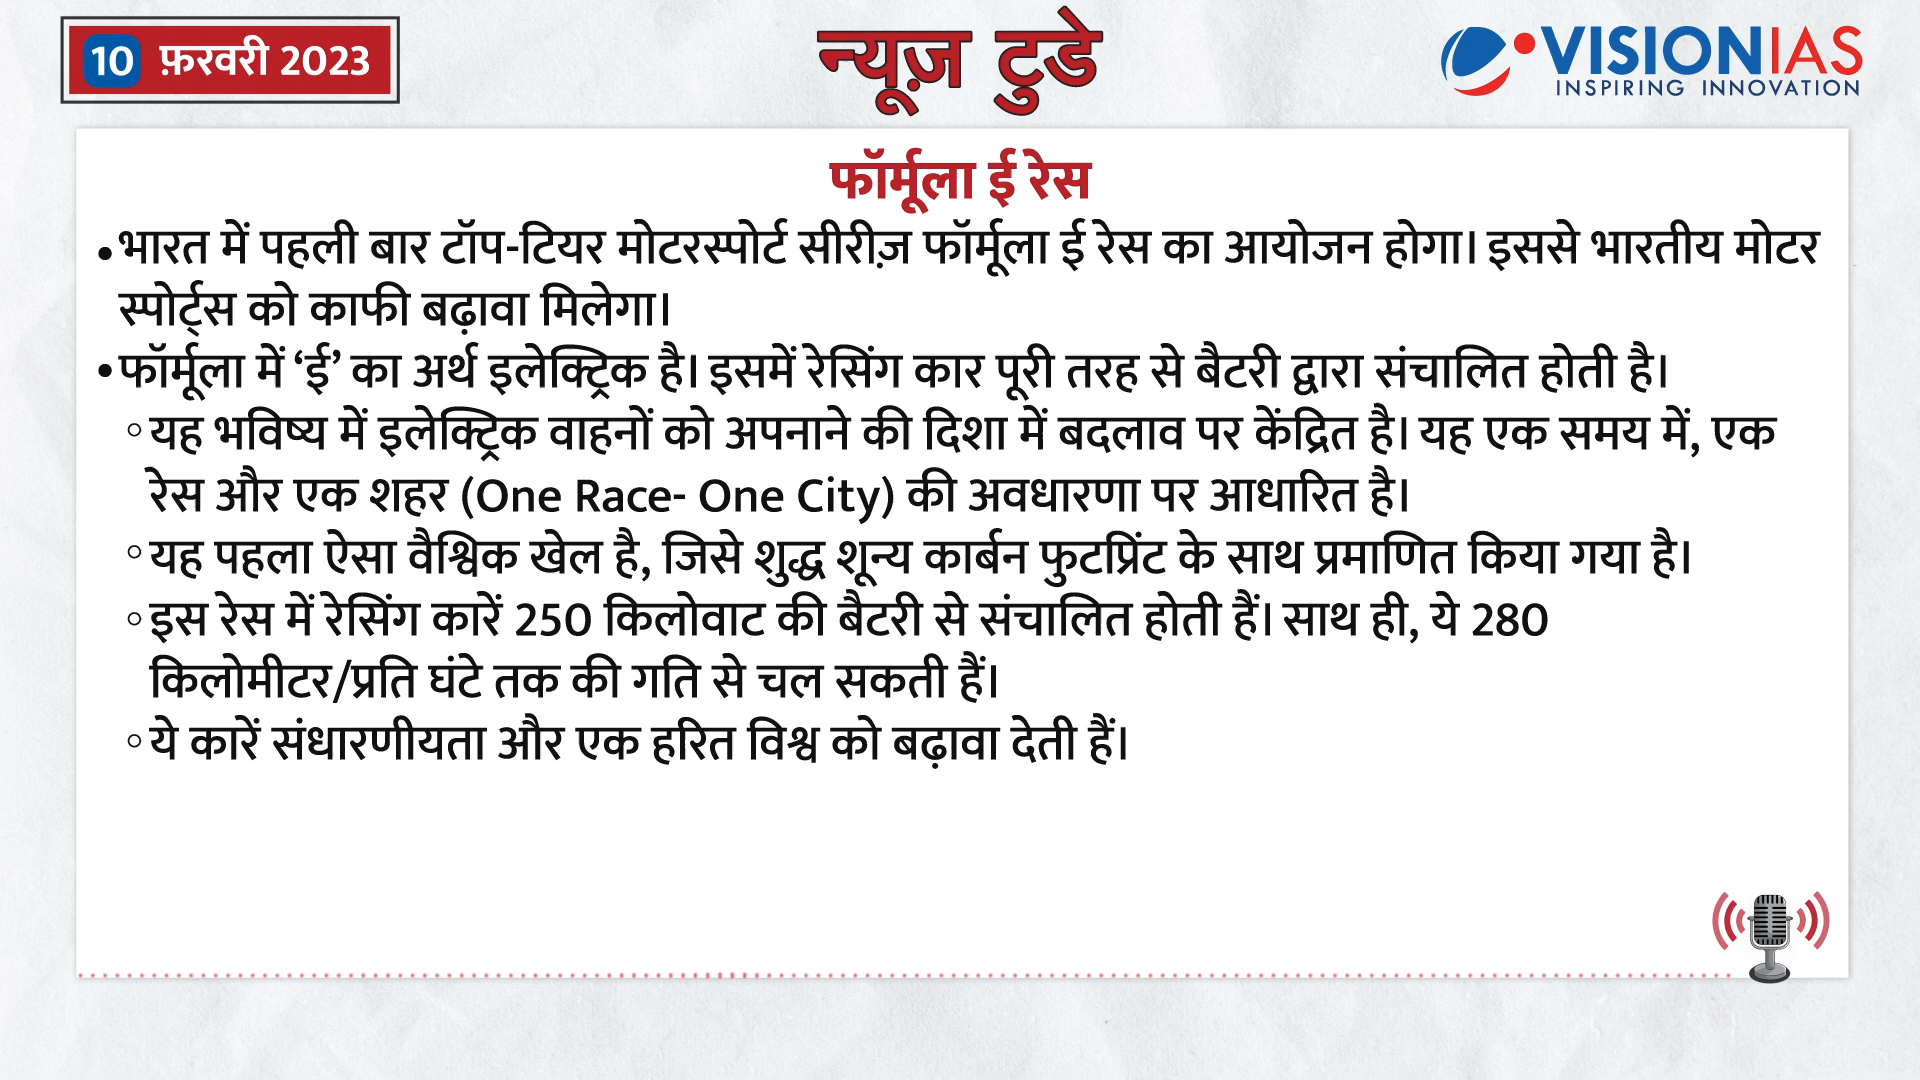 10 फ़रवरी 2023
न्यूज़ टुडे
VISIONIAS
INSPIRING INNOVATION
फॉर्मूला ई रेस
•भारत में पहली बार टॉप-टियर मोटरस्पोर्ट सीरीज़ फॉर्मूला ई रेस का आयोजन होगा। इससे भारतीय मोटर
स्पोर्ट्स को काफी बढ़ावा मिलेगा।
•फॉर्मूला में ‘ई’ का अर्थ इलेक्ट्रिक है। इसमें रेसिंग कार पूरी तरह से बैटरी द्वारा संचालित होती है।
◦यह भविष्य में इलेक्ट्रिक वाहनों को अपनाने की दिशा में बदलाव पर केंद्रित है। यह एक समय में, एक
रेस और एक शहर (One Race- One City) की अवधारणा पर आधारित है।
◦यह पहला ऐसा वैश्विक खेल है, जिसे शुद्ध शून्य कार्बन फुटप्रिंट के साथ प्रमाणित किया गया है।
◦इस रेस में रेसिंग कारें 250 किलोवाट की बैटरी से संचालित होती हैं। साथ ही, ये 280
किलोमीटर/प्रति घंटे तक की गति से चल सकती हैं।
◦ये कारें संधारणीयता और एक हरित विश्व को बढ़ावा देती हैं।